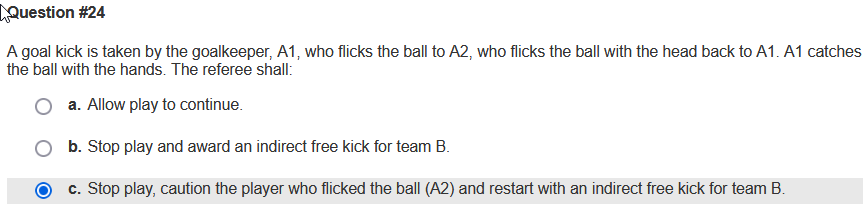 Question #24
A goal kick is taken by the goalkeeper, A1, who flicks the ball to A2, who flicks the ball with the head back to A1. A1 catches
the ball with the hands. The referee shall:
a. Allow play to continue.
b. Stop play and award an indirect free kick for team B.
c. Stop play, caution the player who flicked the ball (A2) and restart with an indirect free kick for team B.